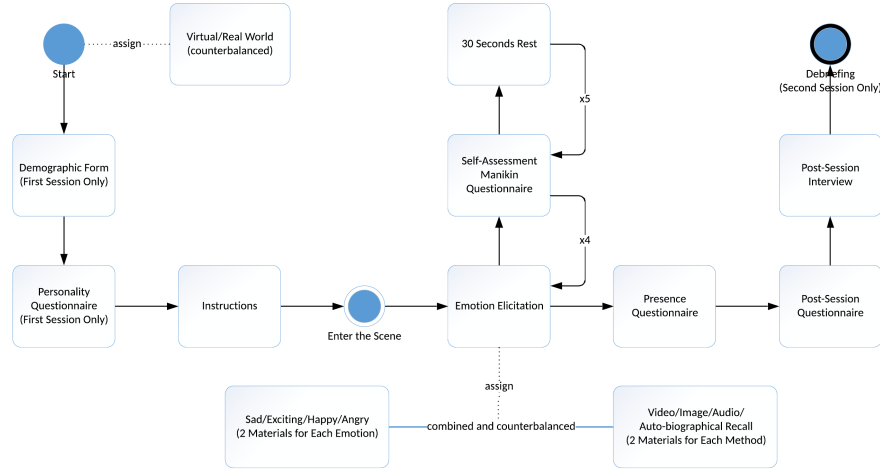 Start
assign
Virtual/Real World
(counterbalanced)
Demographic Form
(First Session Only)
Personality
Questionnaire
(First Session Only)
Instructions
Enter the Scene
30 Seconds Rest
x5
Self-Assessment
Manikin
Questionnaire
x4
Emotion Elicitation
Presence
Questionnaire
Post-Session
Questionnaire
Post-Session
Interview
Debriefing
(Second Session Only)
assign
Sad/Exciting/Happy/Angry
(2 Materials for Each Emotion)
combined and counterbalanced
Video/Image/Audio/
Auto-biographical Recall
(2 Materials for Each Method)